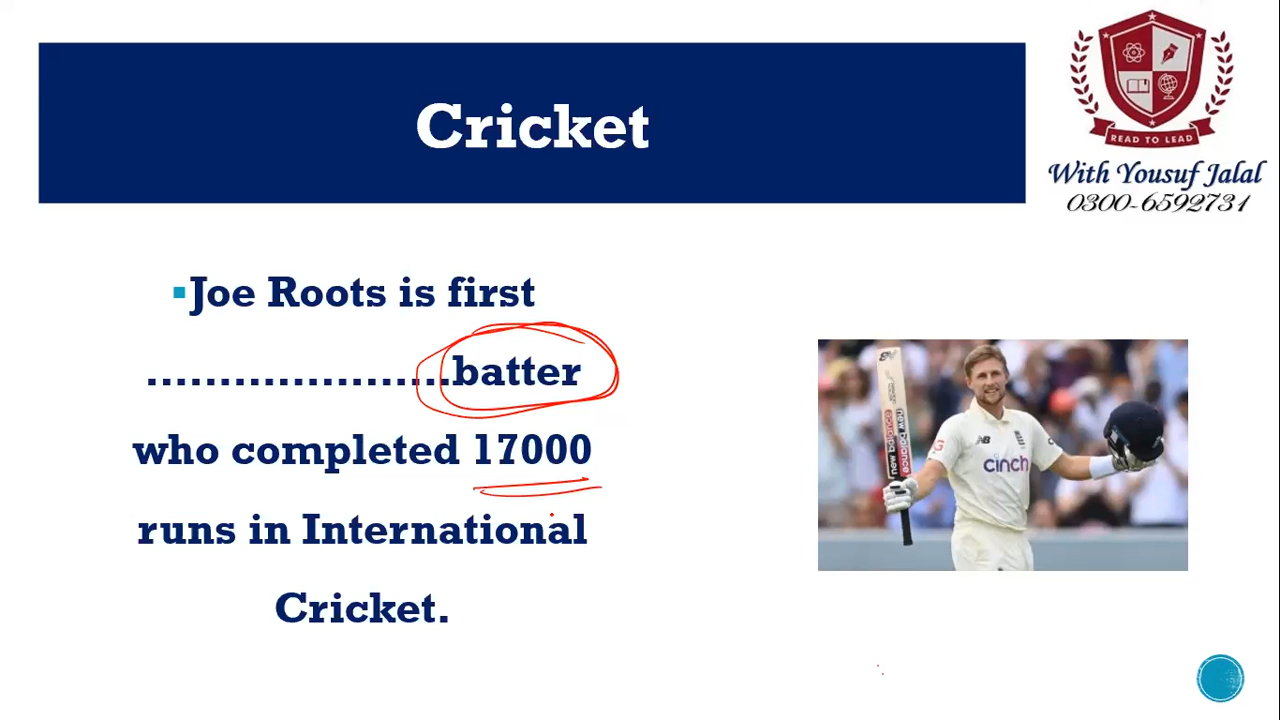 Cricket
READ TO LEAD
With Yousuf Jalal
0300-6592731
Joe Roots is first
.....................batter
who completed 17000
runs in International
Cricket.
new balance
NB
cinch